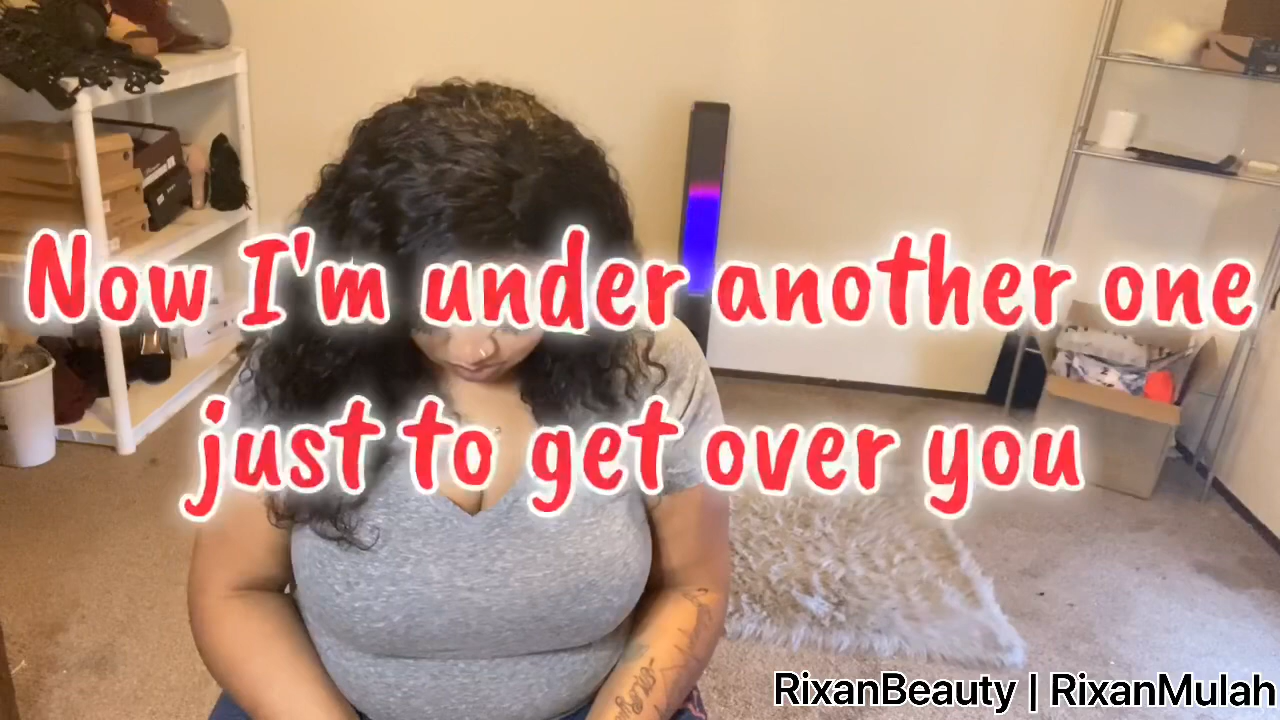 Now I'm under another one
just to get over you
RixanBeauty | RixanMulah